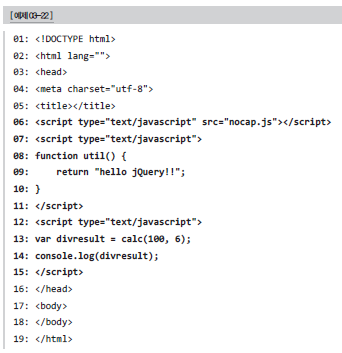 [예제 03-22]
01: <!DOCTYPE html>
02: <html lang="">
03: <head>
04: <meta charset="utf-8">
05: <title></title>
06: <script type="text/javascript" src="nocap.js"></script>
07: <script type="text/javascript">
08: function util() {
09:     return "hello jQuery!!";
10: }
11: </script>
12: <script type="text/javascript">
13: var divresult = calc(100, 6);
14: console.log(divresult);
15: </script>
16: </head>
17: <body>
18: </body>
19: </html>